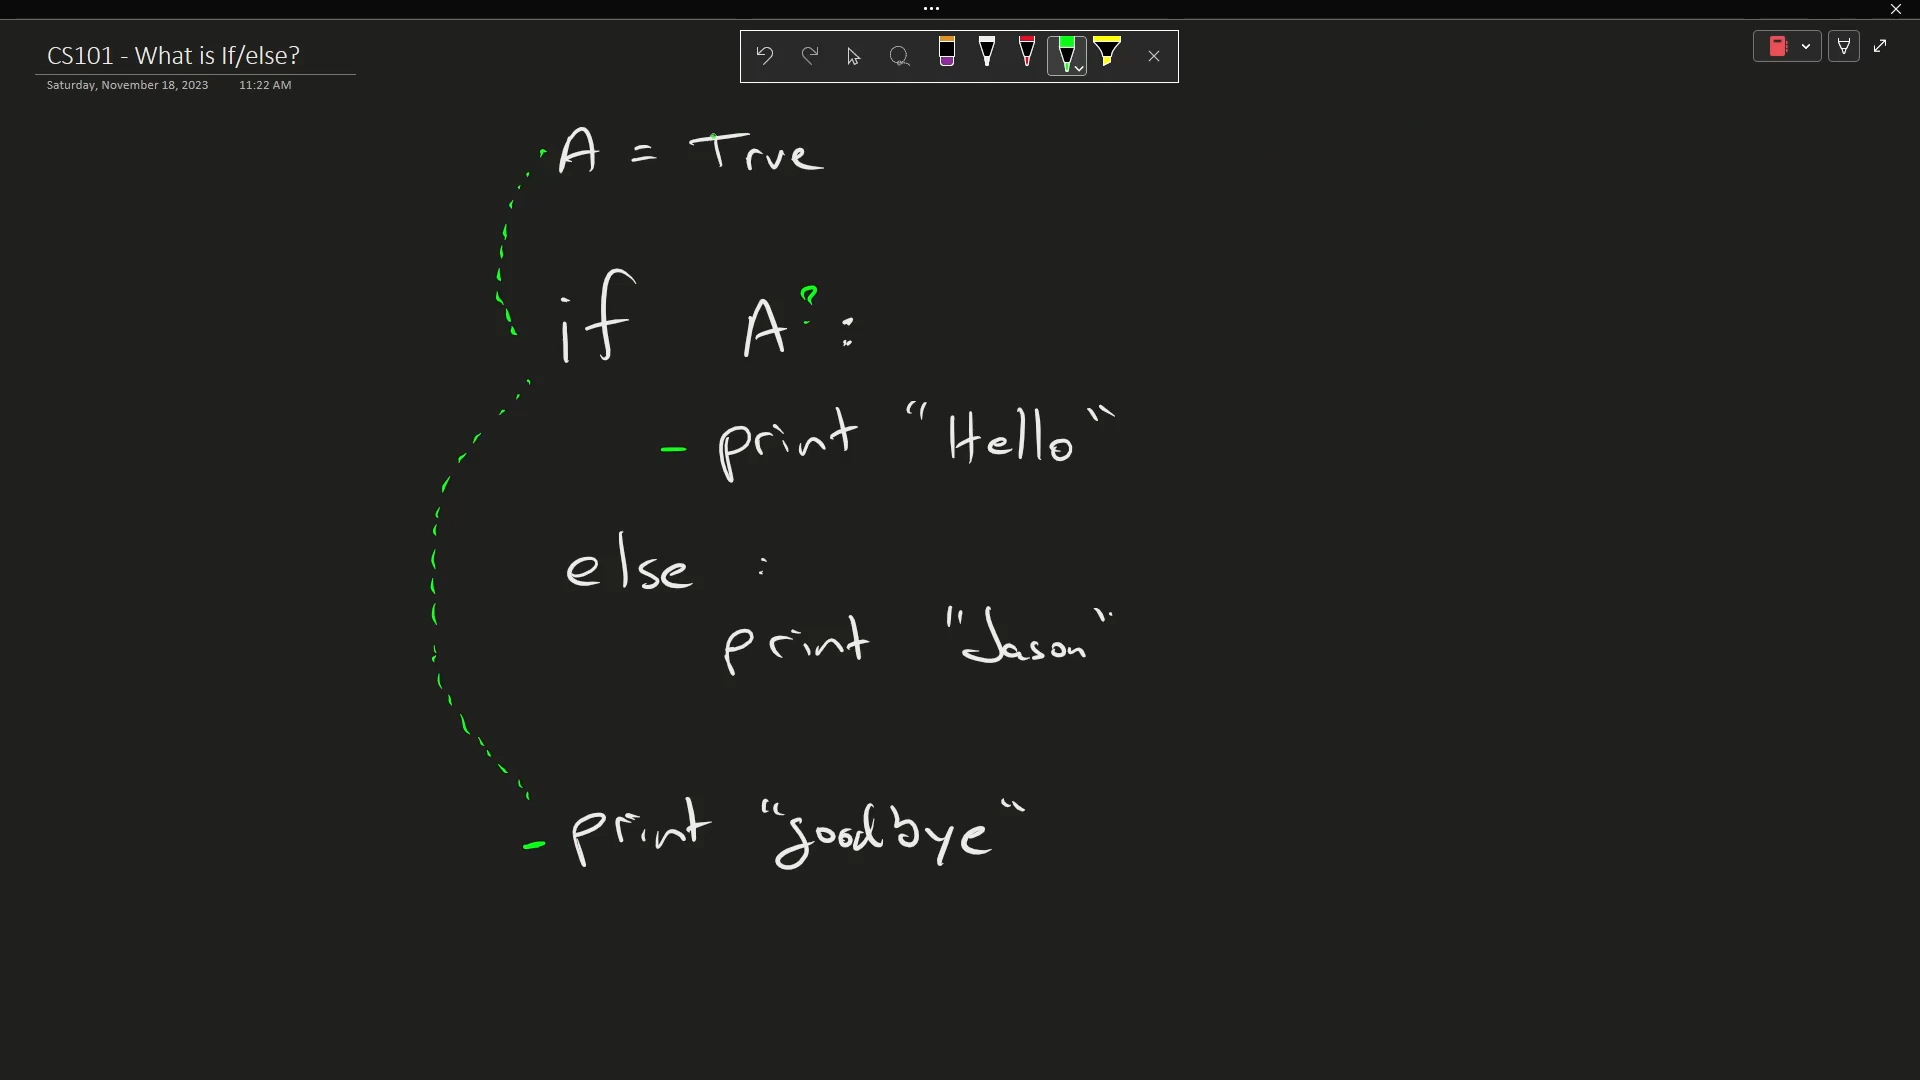 CS101 - What is If/else?
Saturday, November 18, 2023 11:22 AM
A = True
if A ? :
- print "Hello"
else :
print "Jason"
- print "goodbye"